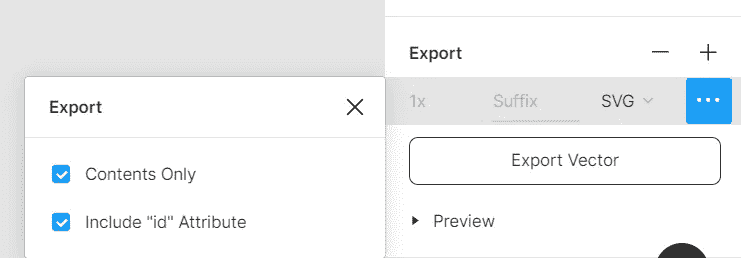 Export
1x Suffix SVG
Export Vector
Preview
Export
Contents Only
Include "id" Attribute